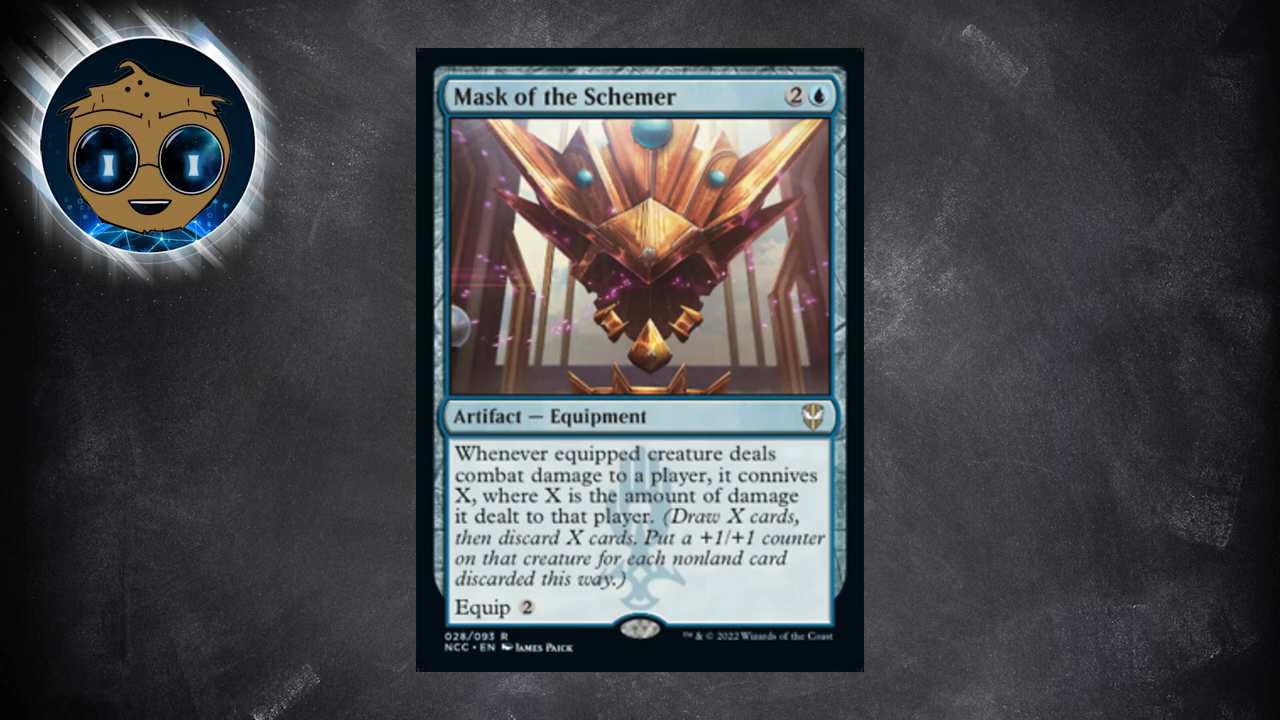 Mask of the Schemer 2
Artifact — Equipment
Whenever equipped creature deals
combat damage to a player, it connives
X, where X is the amount of damage
it dealt to that player. (Draw X cards,
then discard X cards. Put a +1/+1 counter
on that creature for each nonland card
discarded this way.)
Equip 2
028/093 R
NCC • EN James Paick
™ & © 2022 Wizards of the Coast